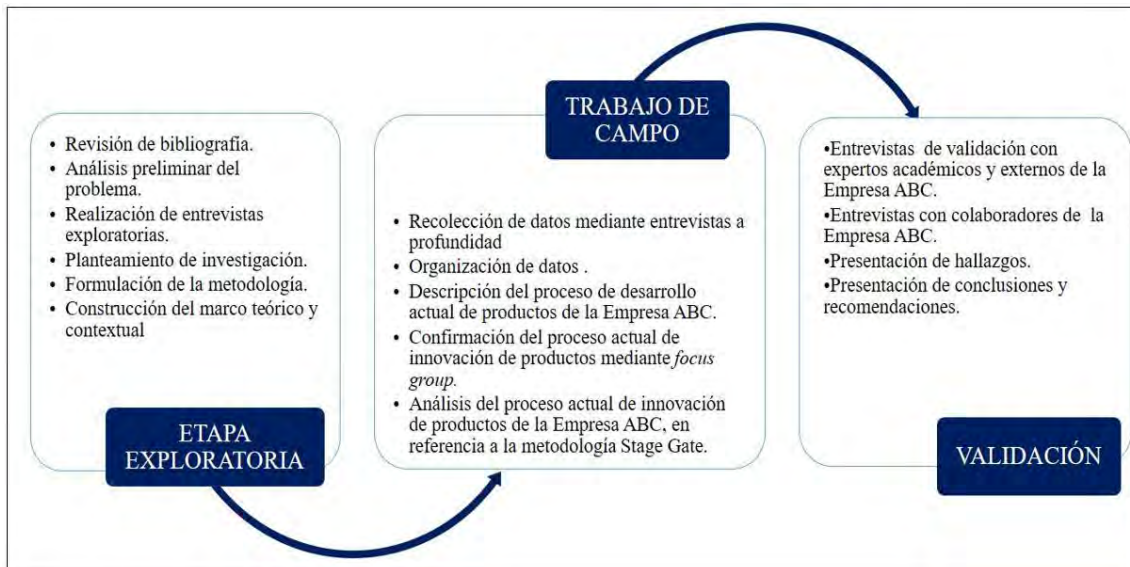 • Revisión de bibliografía.
• Análisis preliminar del
problema.
• Realización de entrevistas
exploratorias.
• Planteamiento de investigación.
• Formulación de la metodología.
• Construcción del marco teórico y
contextual
ETAPA
EXPLORATORIA
TRABAJO DE
CAMPO
• Recolección de datos mediante entrevistas a
profundidad
• Organización de datos .
• Descripción del proceso de desarrollo
actual de productos de la Empresa ABC.
• Confirmación del proceso actual de
innovación de productos mediante focus
group.
• Análisis del proceso actual de innovación
de productos de la Empresa ABC, en
referencia a la metodología Stage Gate.
•Entrevistas de validación con
expertos académicos y externos de la
Empresa ABC.
•Entrevistas con colaboradores de la
Empresa ABC.
•Presentación de hallazgos.
•Presentación de conclusiones y
recomendaciones.
VALIDACIÓN